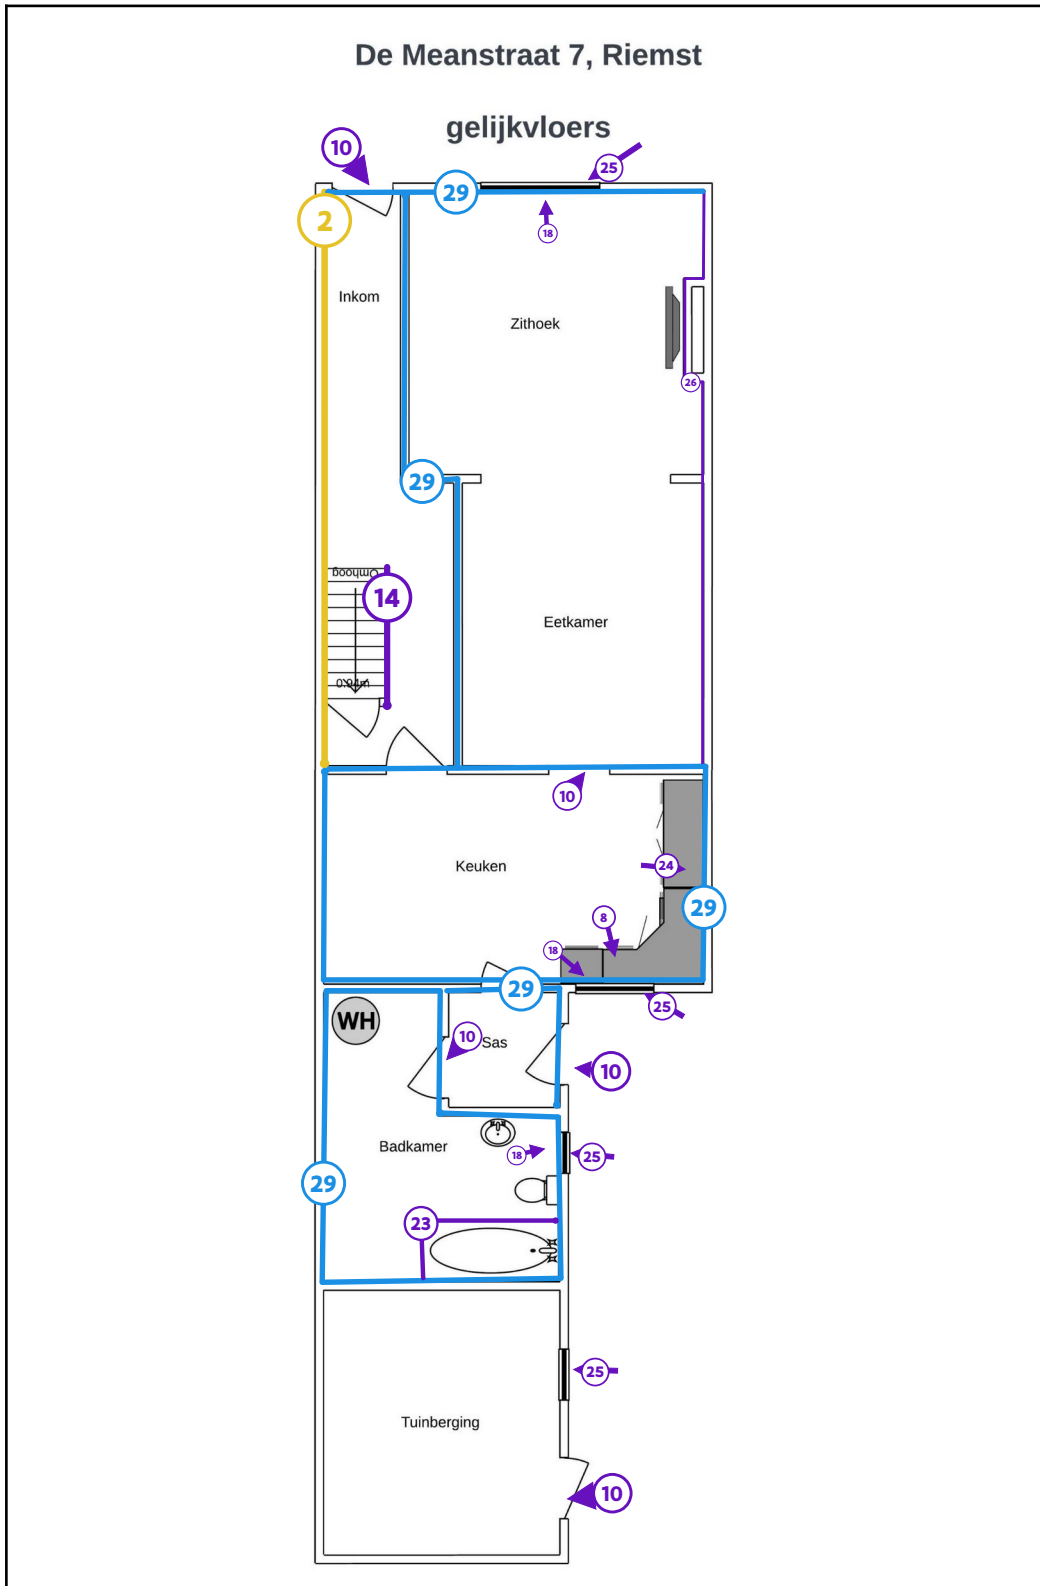 De Meanstraat 7, Riemst
gelijkvloers
10
25
29
2
18
Inkom
Zithoek
26
29
Omhoog
14
Eetkamer
0.94m
10
Keuken
24
29
8
18
29
25
WH
10
Sas
10
Badkamer
18
25
29
23
25
Tuinberging
10